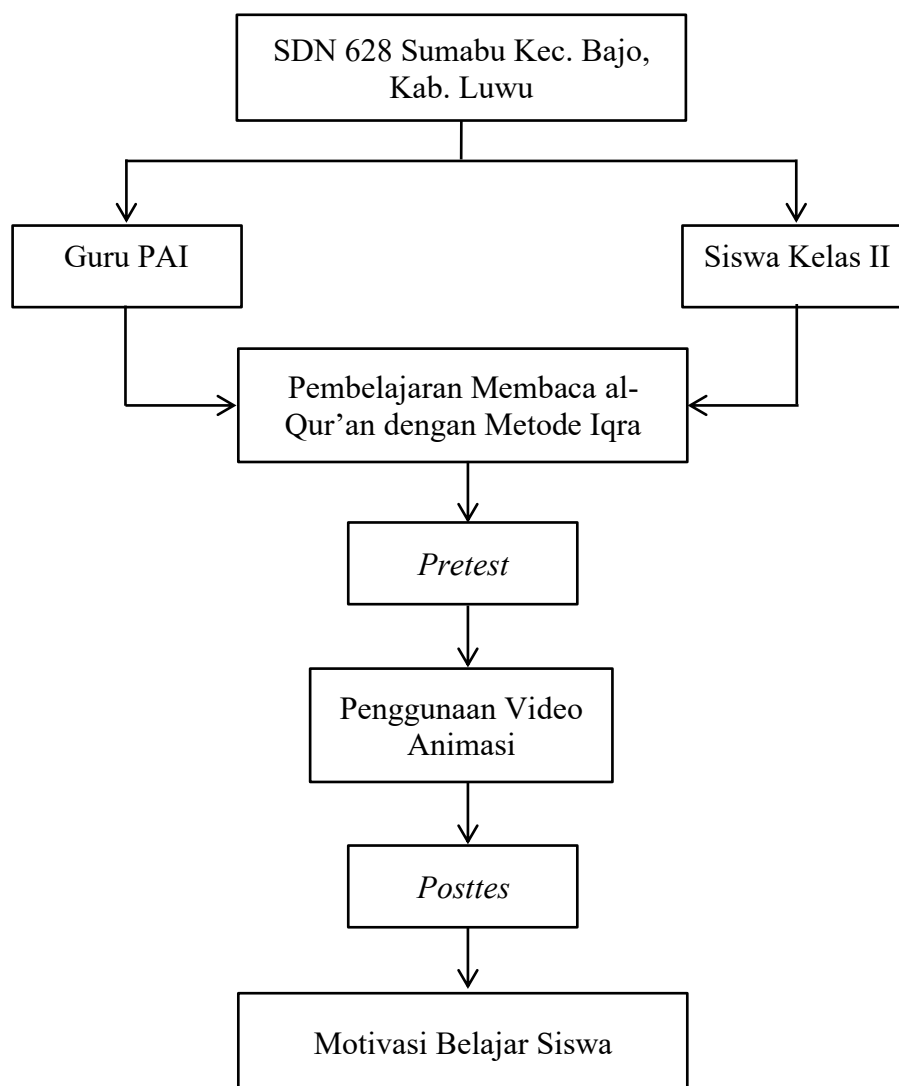 SDN 628 Sumabu Kec. Bajo,
Kab. Luwu
Guru PAI
Siswa Kelas II
Pembelajaran Membaca al-
Qur’an dengan Metode Iqra
Pretest
Penggunaan Video
Animasi
Posttes
Motivasi Belajar Siswa